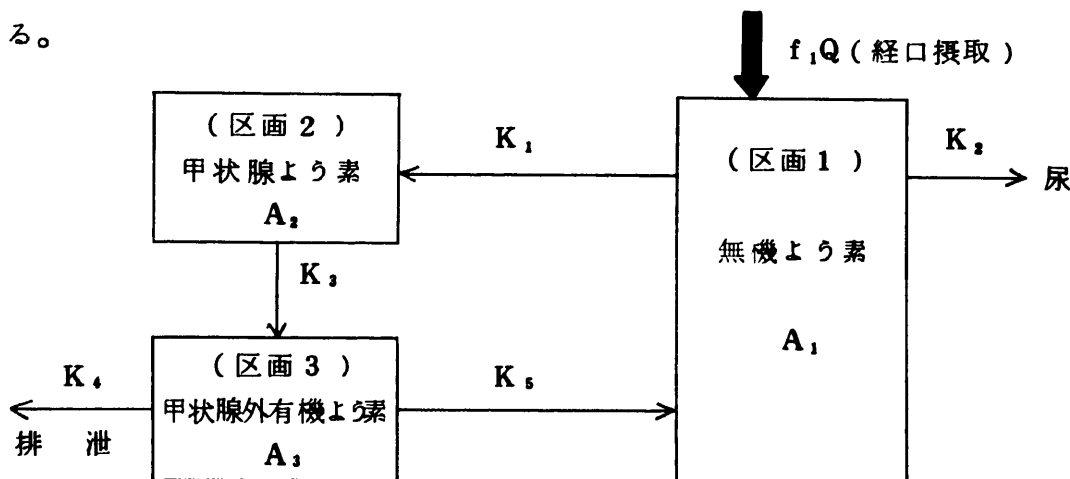 る。
f₁Q(経口摂取)
(区画2)
甲状腺よう素
A₂
K₁
(区画1)
無機よう素
A₁
K₂
尿
K₃
(区画3)
甲状腺外有機よう素
A₃
K₄
排泄
K₅